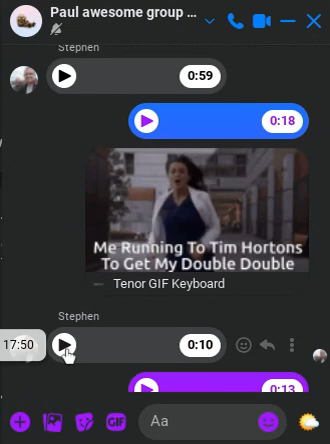 Paul awesome group ...
Stephen
0:59
0:18
Me Running To Tim Hortons
To Get My Double Double
Tenor GIF Keyboard
Stephen
17:50
0:10
0:13
GIF
Aa